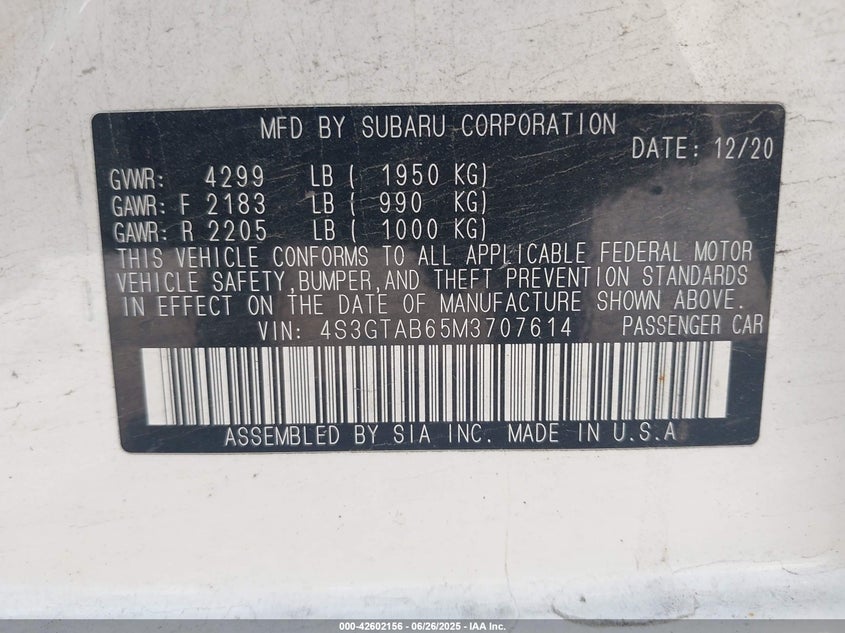 MFD BY SUBARU CORPORATION
DATE: 12/20
GVWR: 4299 LB ( 1950 KG)
GAWR: F 2183 LB ( 990 KG)
GAWR: R 2205 LB ( 1000 KG)
THIS VEHICLE CONFORMS TO ALL APPLICABLE FEDERAL MOTOR
VEHICLE SAFETY,BUMPER,AND THEFT PREVENTION STANDARDS
IN EFFECT ON THE DATE OF MANUFACTURE SHOWN ABOVE.
VIN: 4S3GTAB65M3707614 PASSENGER CAR
ASSEMBLED BY SIA INC. MADE IN U.S.A
000-42602156 - 06/26/2025 - IAA Inc.